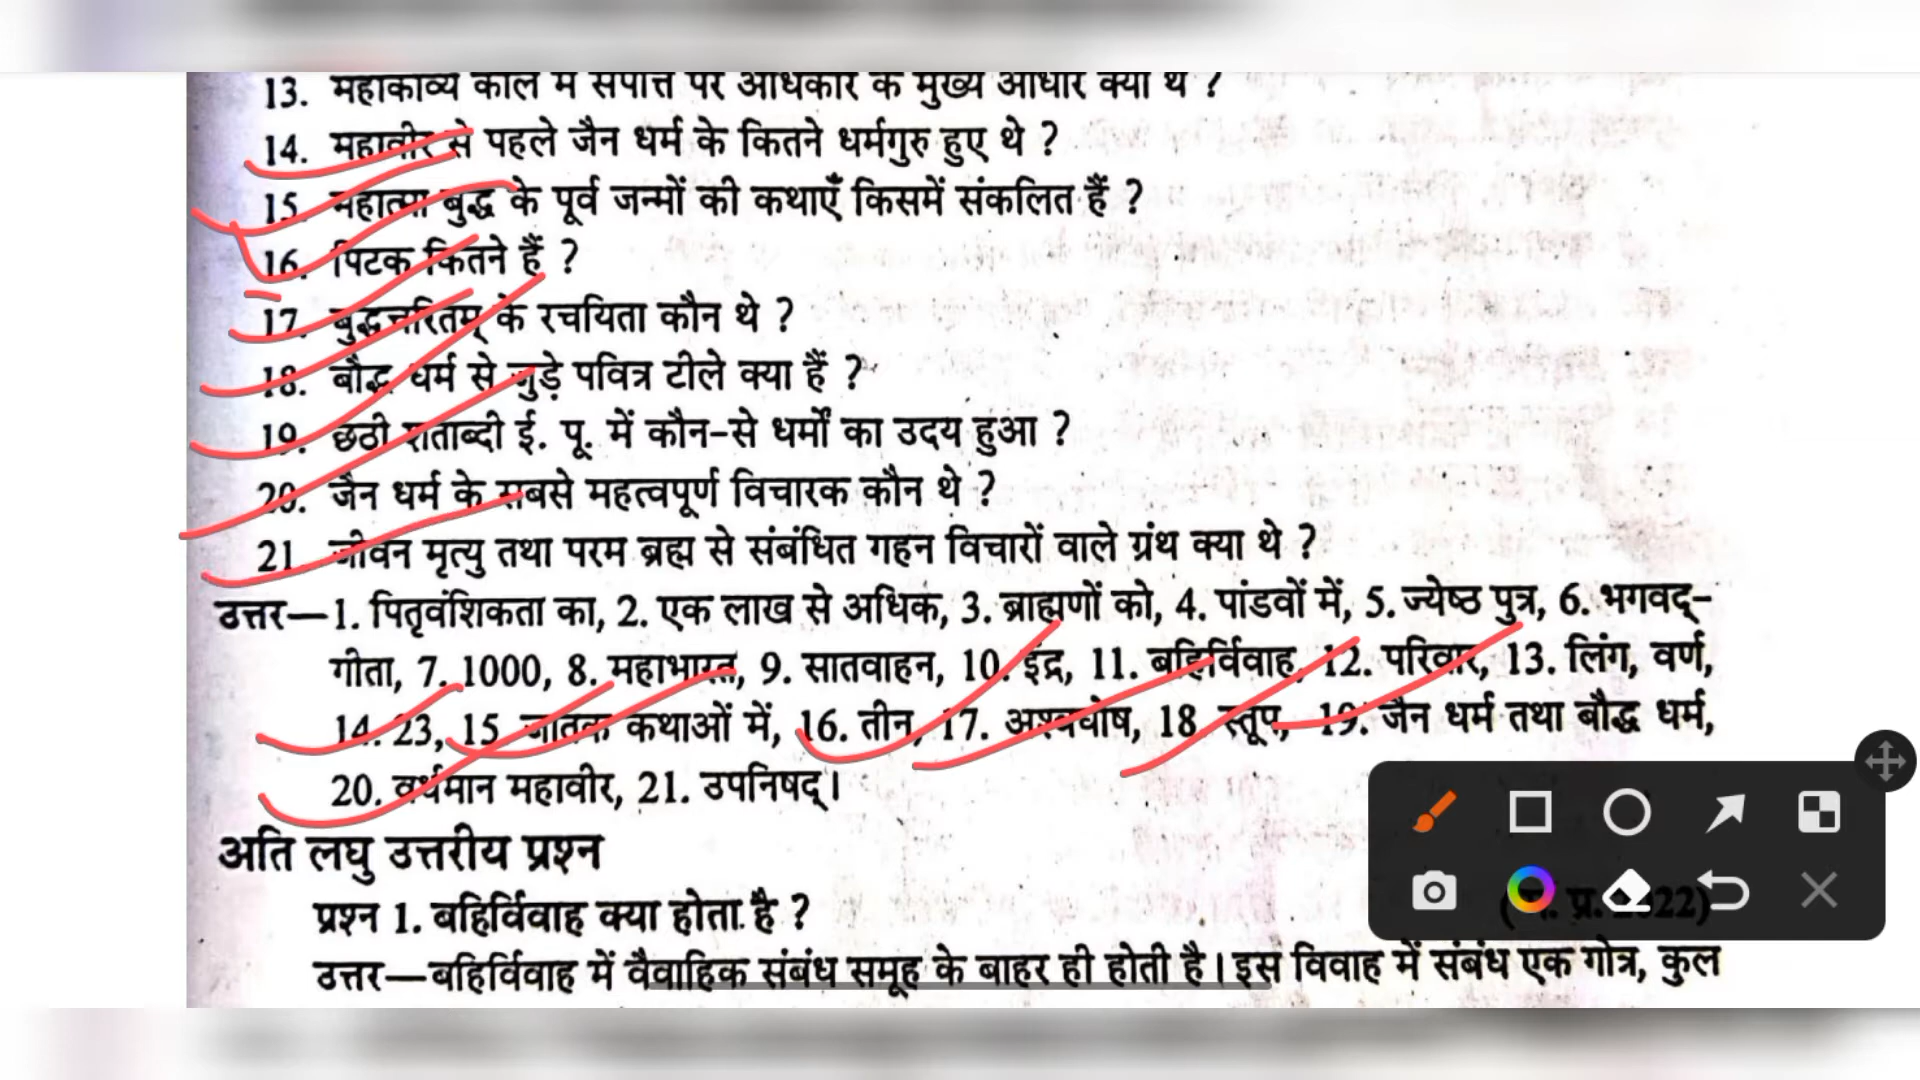 13. महाकाव्य काल में संपत्ति पर अधिकार के मुख्य आधार क्या थे ?
14. महावीर से पहले जैन धर्म के कितने धर्मगुरु हुए थे ?
15. महात्मा बुद्ध के पूर्व जन्मों की कथाएँ किसमें संकलित हैं ?
16. पिटक कितने हैं ?
17. बुद्धचरितम् के रचयिता कौन थे ?
18. बौद्ध धर्म से जुड़े पवित्र टीले क्या हैं ?
19. छठी शताब्दी ई. पू. में कौन-से धर्मों का उदय हुआ ?
20. जैन धर्म के सबसे महत्वपूर्ण विचारक कौन थे ?
21. जीवन मृत्यु तथा परम ब्रह्म से संबंधित गहन विचारों वाले ग्रंथ क्या थे ?
उत्तर—1. पितृवंशिकता का, 2. एक लाख से अधिक, 3. ब्राह्मणों को, 4. पांडवों में, 5. ज्येष्ठ पुत्र, 6. भगवद्-
गीता, 7. 1000, 8. महाभारत, 9. सातवाहन, 10. इंद्र, 11. बहिर्विवाह, 12. परिवार, 13. लिंग, वर्ण,
14. 23, 15. जातक कथाओं में, 16. तीन, 17. अश्वघोष, 18. स्तूप, 19. जैन धर्म तथा बौद्ध धर्म,
20. वर्धमान महावीर, 21. उपनिषद्।
अति लघु उत्तरीय प्रश्न
प्रश्न 1. बहिर्विवाह क्या होता है ?
उत्तर—बहिर्विवाह में वैवाहिक संबंध समूह के बाहर ही होती है। इस विवाह में संबंध एक गोत्र, कुल